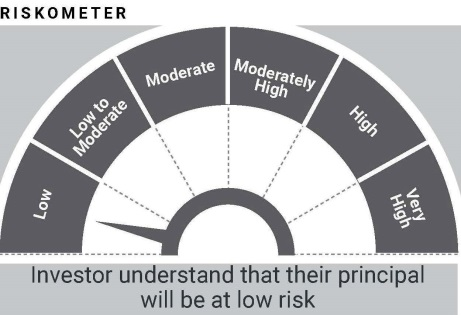 RISKOMETER
Low
Low to
Moderate
Moderate
Moderately
High
High
Very
High
Investor understand that their principal
will be at low risk